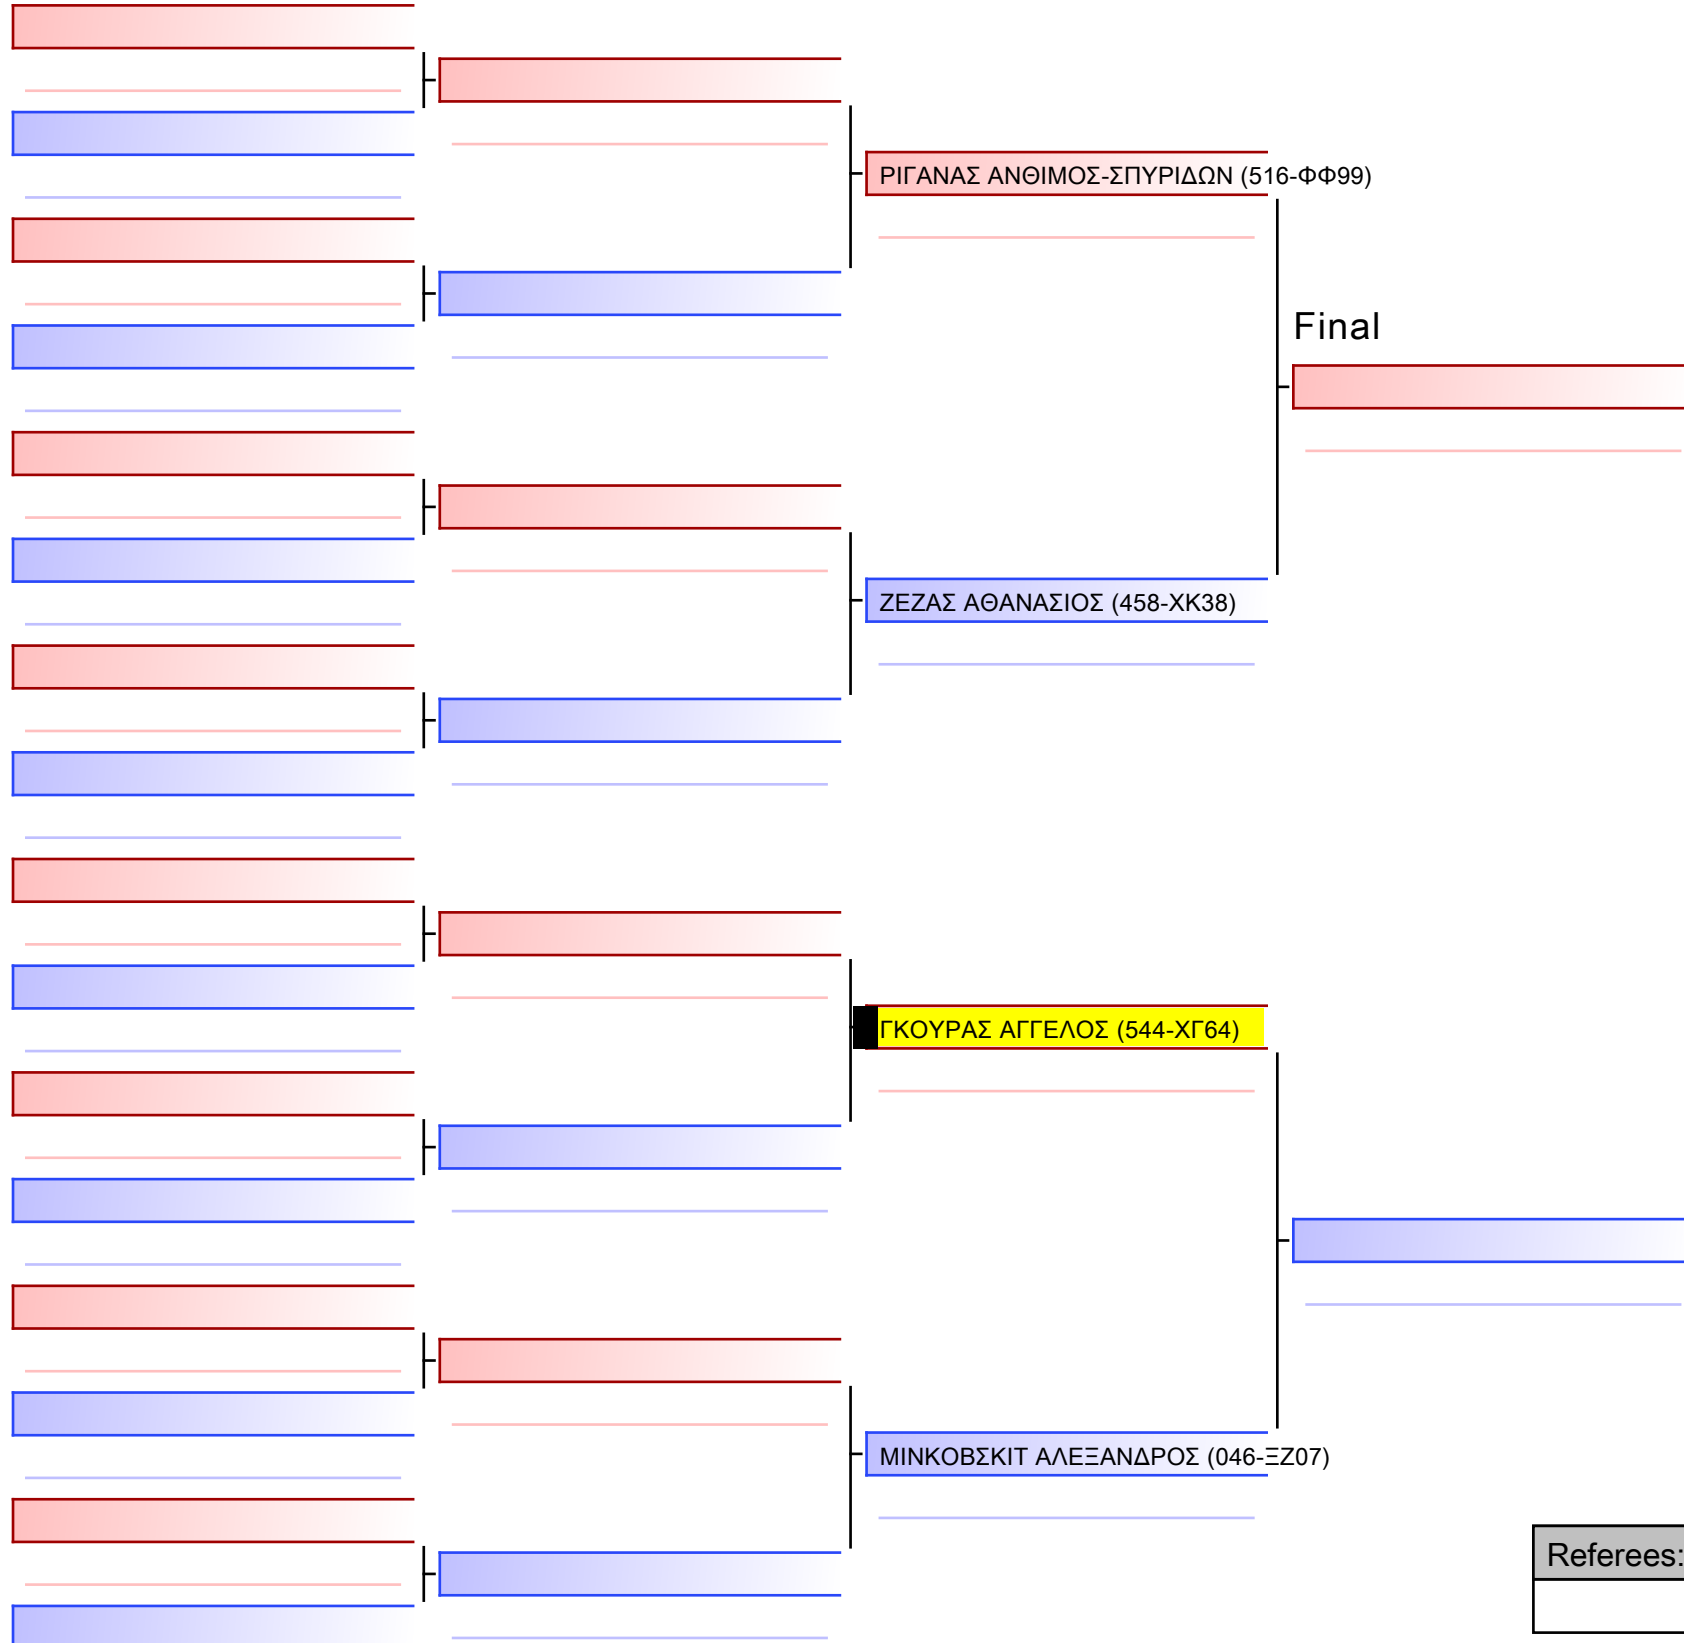 ΡΙΓΑΝΑΣ ΑΝΘΙΜΟΣ-ΣΠΥΡΙΔΩΝ (516-ΦΦ99)
Final
ΖΕΖΑΣ ΑΘΑΝΑΣΙΟΣ (458-ΧΚ38)
ΓΚΟΥΡΑΣ ΑΓΓΕΛΟΣ (544-ΧΓ64)
ΜΙΝΚΟΒΣΚΙΤ ΑΛΕΞΑΝΔΡΟΣ (046-ΞΖ07)
Referees: